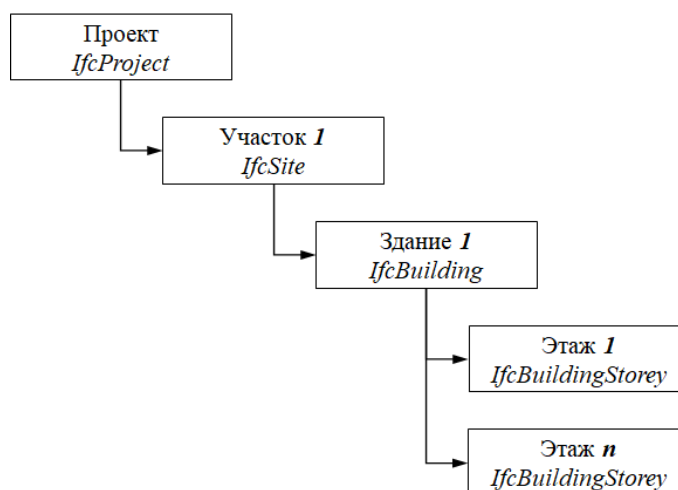 Проект
IfcProject
Участок 1
IfcSite
Здание 1
IfcBuilding
Этаж 1
IfcBuildingStorey
Этаж n
IfcBuildingStorey